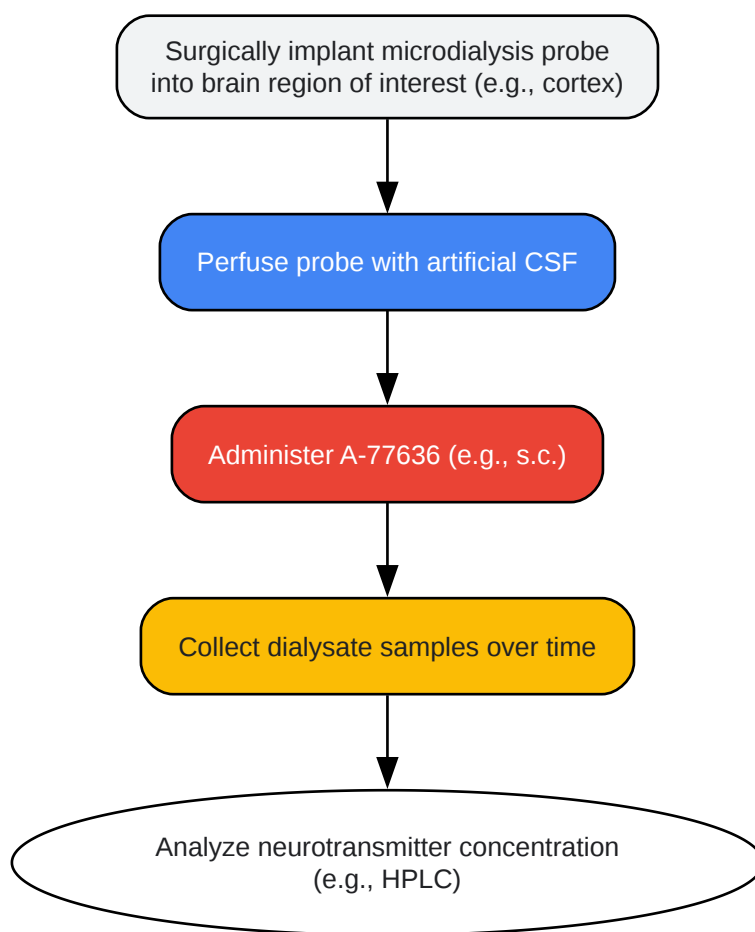 Surgically implant microdialysis probe
into brain region of interest (e.g., cortex)
Perfuse probe with artificial CSF
Administer A-77636 (e.g., s.c.)
Collect dialysate samples over time
Analyze neurotransmitter concentration
(e.g., HPLC)